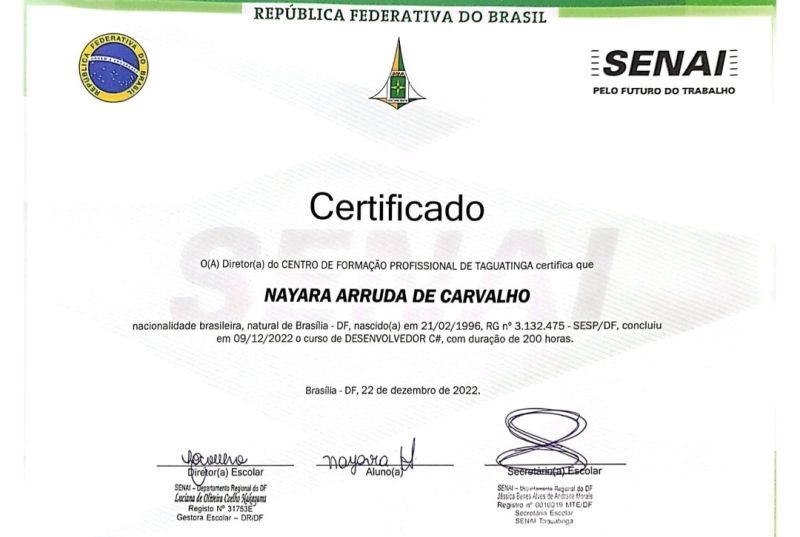 REPÚBLICA FEDERATIVA DO BRASIL
REPÚBLICA FEDERATIVA DO BRASIL
SENAI
PELO FUTURO DO TRABALHO
SENAI
Certificado
O(A) Diretor(a) do CENTRO DE FORMAÇÃO PROFISSIONAL DE TAGUATINGA certifica que
NAYARA ARRUDA DE CARVALHO
nacionalidade brasileira, natural de Brasília - DF, nascido(a) em 21/02/1996, RG nº 3.132.475 - SESP/DF, concluiu
em 09/12/2022 o curso de DESENVOLVEDOR C#, com duração de 200 horas.
Brasília - DF, 22 de dezembro de 2022.
Nayara
Diretor(a) Escolar
Aluno(a)
Secretário(a) Escolar
SENAI – Departamento Regional do DF
Luciana de Oliveira Coelho
Registo Nº 31753E
Gestora Escolar – DR/DF
SENAI – Departamento Regional do DF
Jéssica Alves de Andrade Morais
Registro nº 0010019 MTE/DF
Secretária Escolar
SENAI Taguatinga